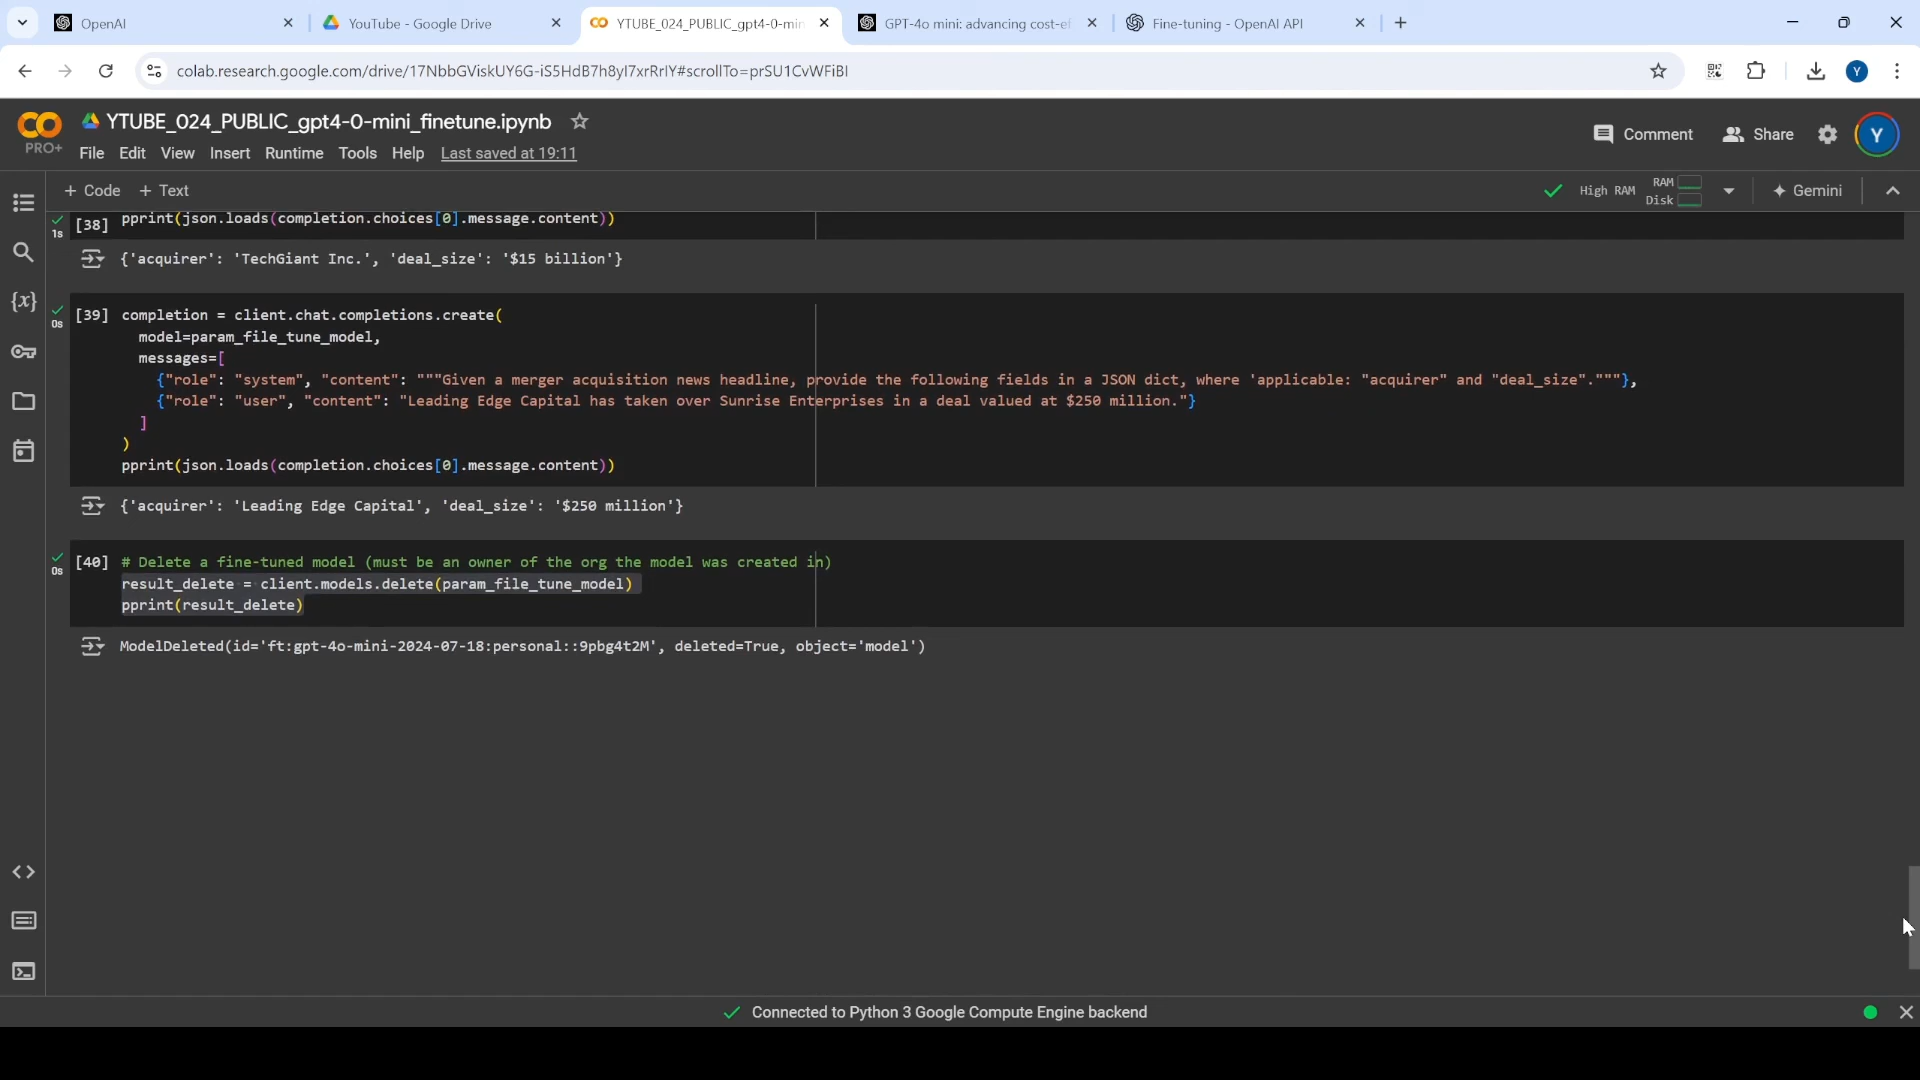 OpenAI
YouTube - Google Drive
YTUBE_024_PUBLIC_gpt4-0-min
GPT-4o mini: advancing cost-ef
Fine-tuning - OpenAI API
colab.research.google.com/drive/17NbbGViskUY6G-iS5HdB7h8yI7xrRrIY#scrollTo=prSU1CvWFiBI
Y
CO
PRO+
YTUBE_024_PUBLIC_gpt4-0-mini_finetune.ipynb
Comment
Share
Y
File Edit View Insert Runtime Tools Help Last saved at 19:11
+ Code + Text
High RAM
RAM
Disk
Gemini
1s
[38] pprint(json.loads(completion.choices[0].message.content))
{'acquirer': 'TechGiant Inc.', 'deal_size': '$15 billion'}
{x}
0s
[39] completion = client.chat.completions.create(
model=param_file_tune_model,
messages=[
{"role": "system", "content": """Given a merger acquisition news headline, provide the following fields in a JSON dict, where 'applicable: "acquirer" and "deal_size"."""},
{"role": "user", "content": "Leading Edge Capital has taken over Sunrise Enterprises in a deal valued at $250 million."}
]
)
pprint(json.loads(completion.choices[0].message.content))
{'acquirer': 'Leading Edge Capital', 'deal_size': '$250 million'}
0s
[40] # Delete a fine-tuned model (must be an owner of the org the model was created in)
result_delete = client.models.delete(param_file_tune_model)
pprint(result_delete)
ModelDeleted(id='ft:gpt-4o-mini-2024-07-18:personal::9pbg4t2M', deleted=True, object='model')
Connected to Python 3 Google Compute Engine backend